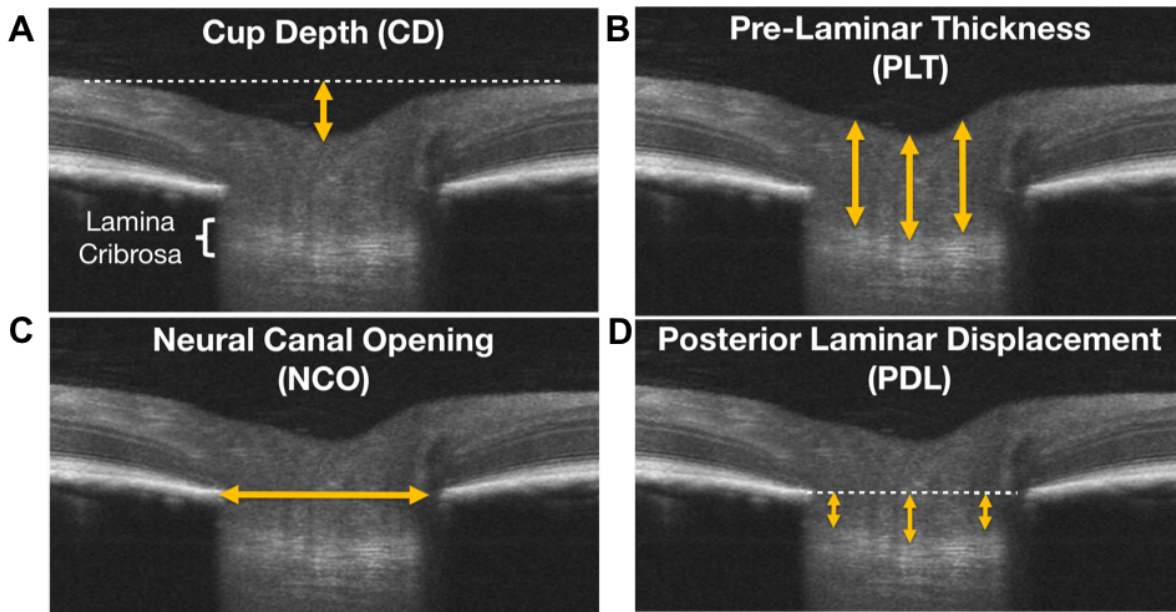 A
Cup Depth (CD)
Lamina
Cribrosa
B
Pre-Laminar Thickness
(PLT)
C
Neural Canal Opening
(NCO)
D
Posterior Laminar Displacement
(PDL)